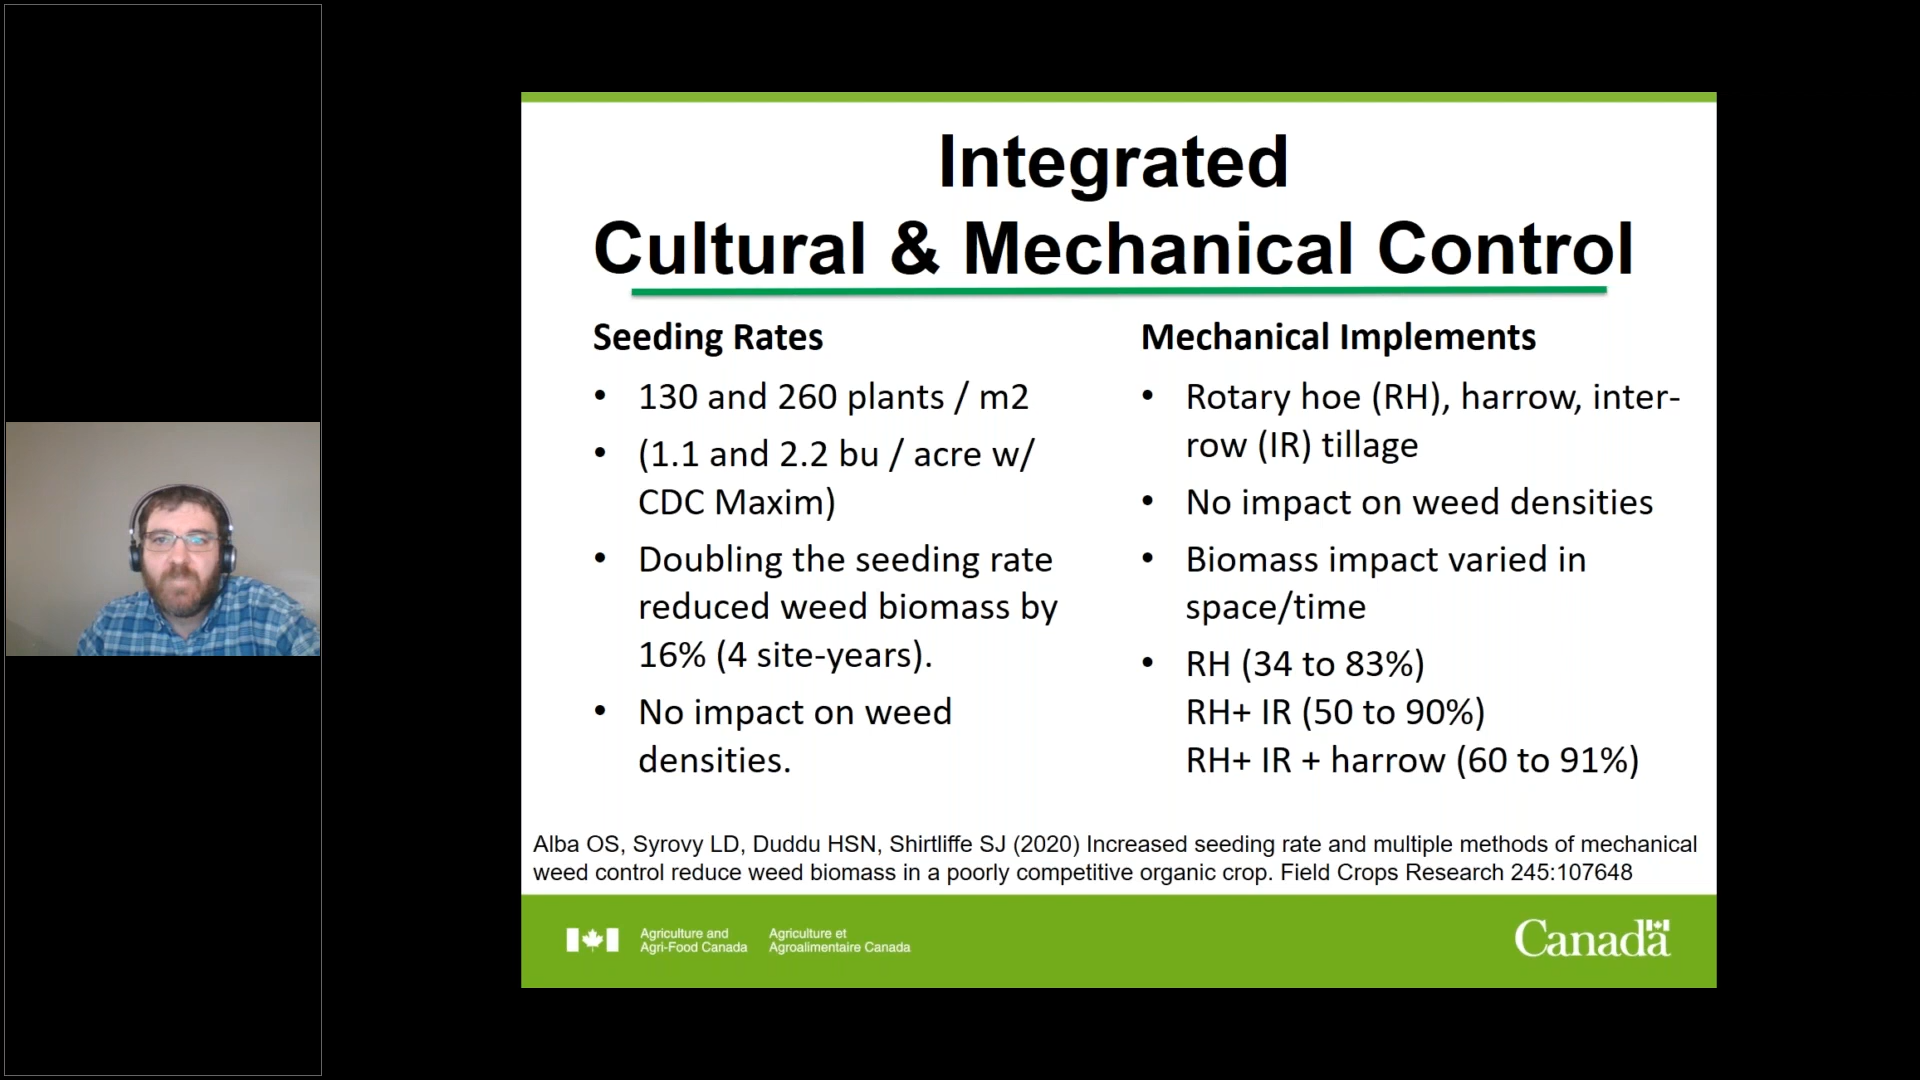 Integrated
Cultural & Mechanical Control
Seeding Rates
• 130 and 260 plants / m2
• (1.1 and 2.2 bu / acre w/
CDC Maxim)
• Doubling the seeding rate
reduced weed biomass by
16% (4 site-years).
• No impact on weed
densities.
Mechanical Implements
• Rotary hoe (RH), harrow, inter-
row (IR) tillage
• No impact on weed densities
• Biomass impact varied in
space/time
• RH (34 to 83%)
RH+ IR (50 to 90%)
RH+ IR + harrow (60 to 91%)
Alba OS, Syrovy LD, Duddu HSN, Shirtliffe SJ (2020) Increased seeding rate and multiple methods of mechanical
weed control reduce weed biomass in a poorly competitive organic crop. Field Crops Research 245:107648
Agriculture and
Agri-Food Canada
Agriculture et
Agroalimentaire Canada
Canada